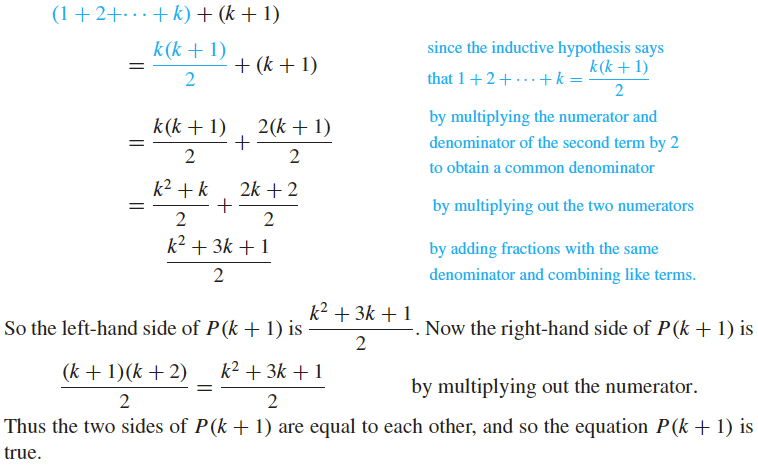 (1 + 2+··· + k) + (k + 1)
= k(k + 1)/2 + (k + 1) since the inductive hypothesis says that 1 + 2 + ··· + k = k(k + 1)/2
= k(k + 1)/2 + 2(k + 1)/2 by multiplying the numerator and
denominator of the second term by 2
to obtain a common denominator
= k² + k/2 + 2k + 2/2 by multiplying out the two numerators
k² + 3k + 1/2 by adding fractions with the same
denominator and combining like terms.
So the left-hand side of P(k + 1) is k² + 3k + 1/2. Now the right-hand side of P(k + 1) is
(k + 1)(k + 2)/2 = k² + 3k + 1/2 by multiplying out the numerator.
Thus the two sides of P(k + 1) are equal to each other, and so the equation P(k + 1) is
true.